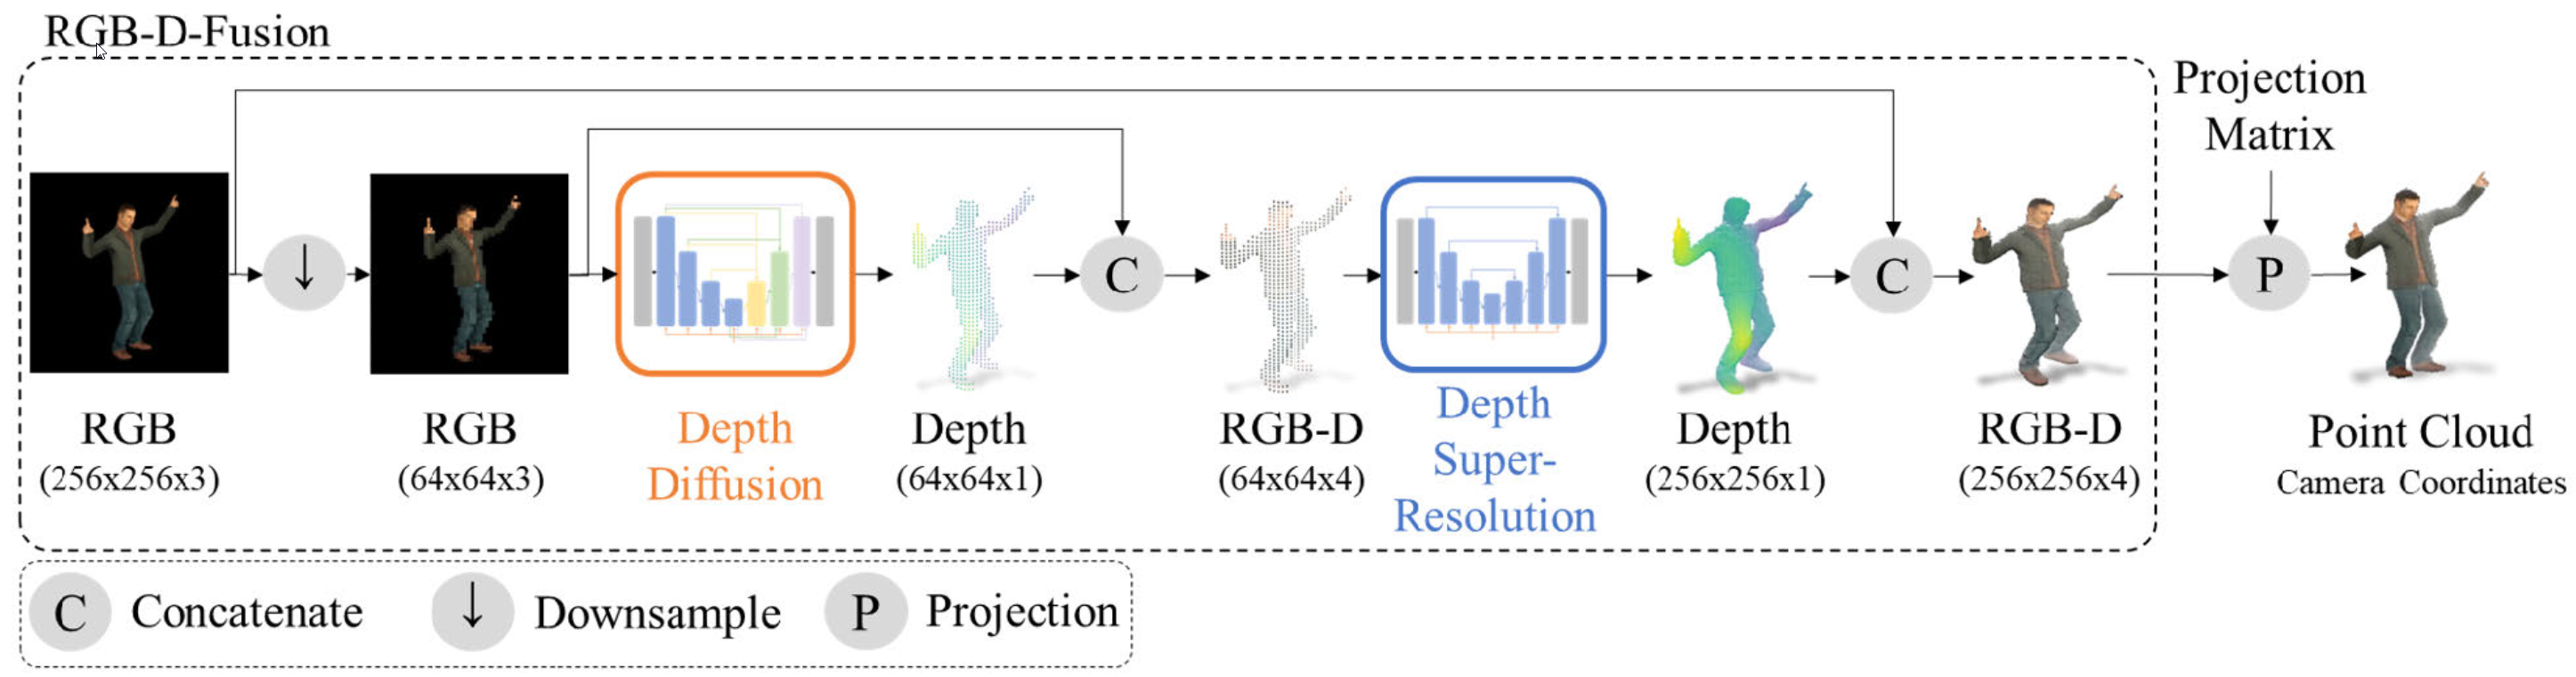 RGB-D-Fusion
Projection
Matrix
↓
C
C
P
RGB
(256x256x3)
RGB
(64x64x3)
Depth
Diffusion
Depth
(64x64x1)
RGB-D
(64x64x4)
Depth
Super-
Resolution
Depth
(256x256x1)
RGB-D
(256x256x4)
Point Cloud
Camera Coordinates
C Concatenate
↓ Downsample
P Projection